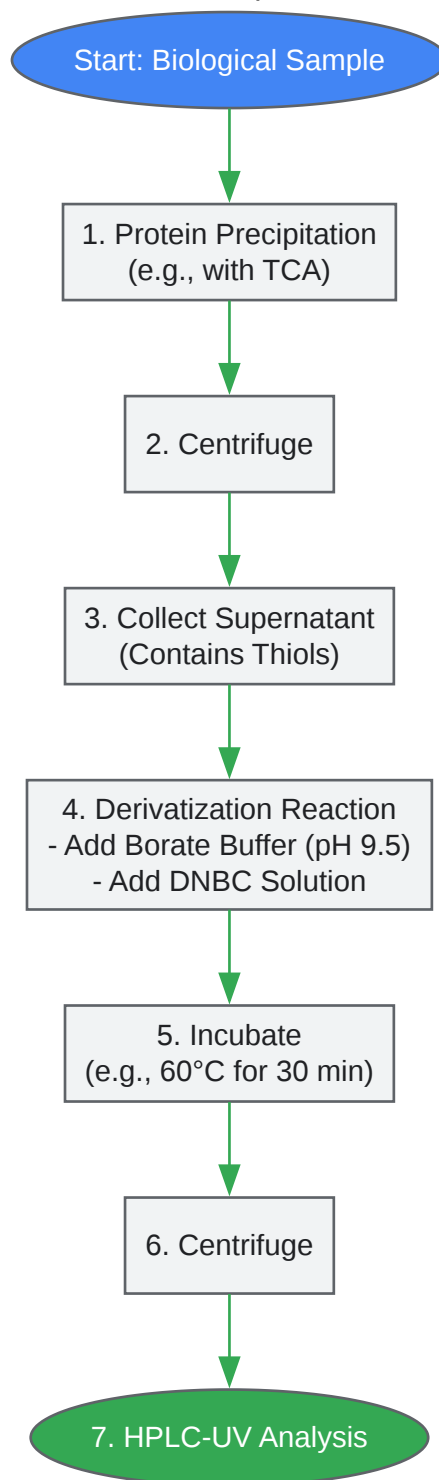 Start: Biological Sample
1. Protein Precipitation
(e.g., with TCA)
2. Centrifuge
3. Collect Supernatant
(Contains Thiols)
4. Derivatization Reaction
- Add Borate Buffer (pH 9.5)
- Add DNBC Solution
5. Incubate
(e.g., 60°C for 30 min)
6. Centrifuge
7. HPLC-UV Analysis